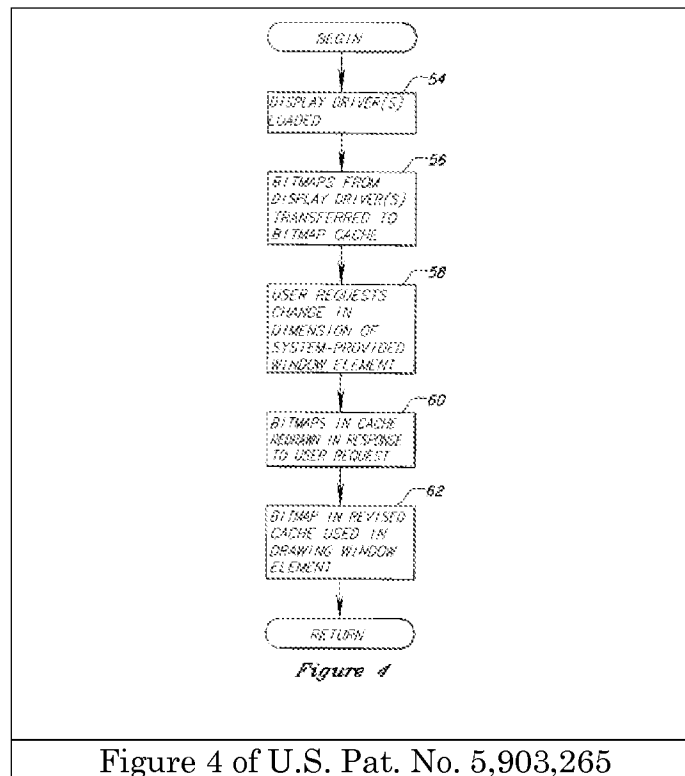 BEGIN
54
DISPLAY DRIVER(S)
LOADED
56
BITMAPS FROM
DISPLAY DRIVER(S)
TRANSFERRED TO
BITMAP CACHE
58
USER REQUESTS
CHANGE IN
DIMENSION OF
SYSTEM-PROVIDED
WINDOW ELEMENT
60
BITMAPS IN CACHE
REDRAWN IN RESPONSE
TO USER REQUEST
62
BITMAP IN REVISED
CACHE USED IN
DRAWING WINDOW
ELEMENT
RETURN
Figure 4
Figure 4 of U.S. Pat. No. 5,903,265